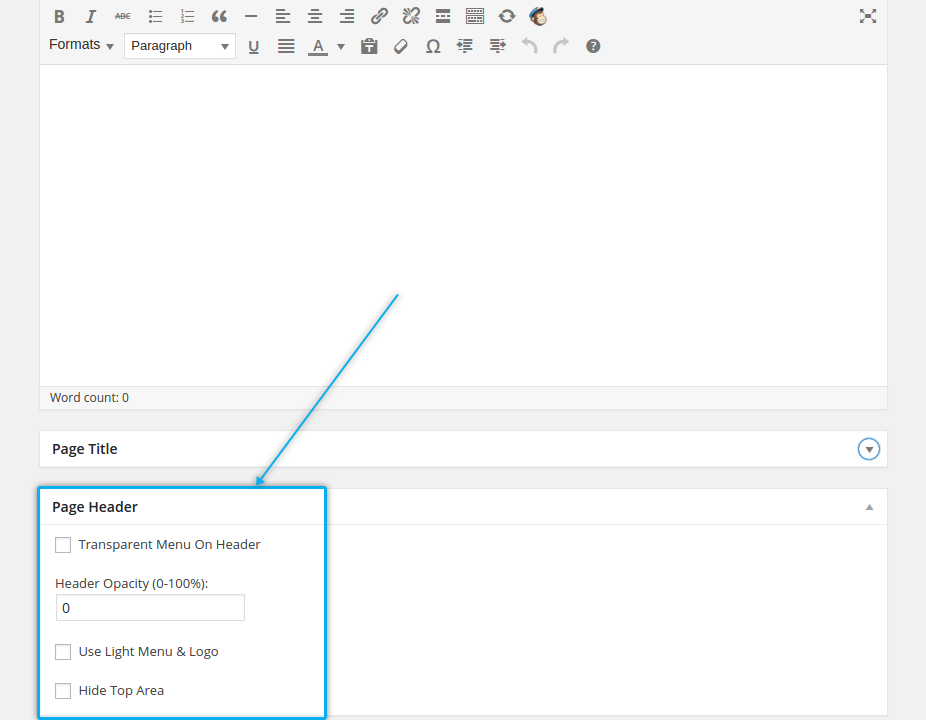 B I ABC
Formats Paragraph U A T Ω ?
Word count: 0
Page Title
Page Header
Transparent Menu On Header
Header Opacity (0-100%):
0
Use Light Menu & Logo
Hide Top Area